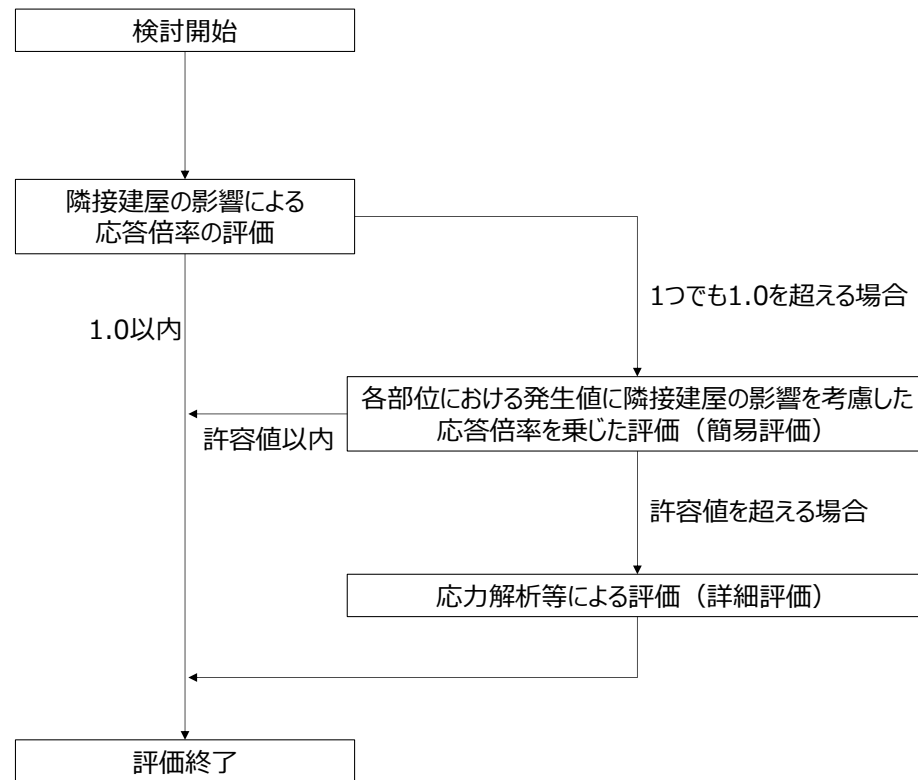 検討開始
隣接建屋の影響による
応答倍率の評価
1つでも1.0を超える場合
1.0以内
各部位における発生値に隣接建屋の影響を考慮した
応答倍率を乗じた評価（簡易評価）
許容値以内
許容値を超える場合
応力解析等による評価（詳細評価）
評価終了